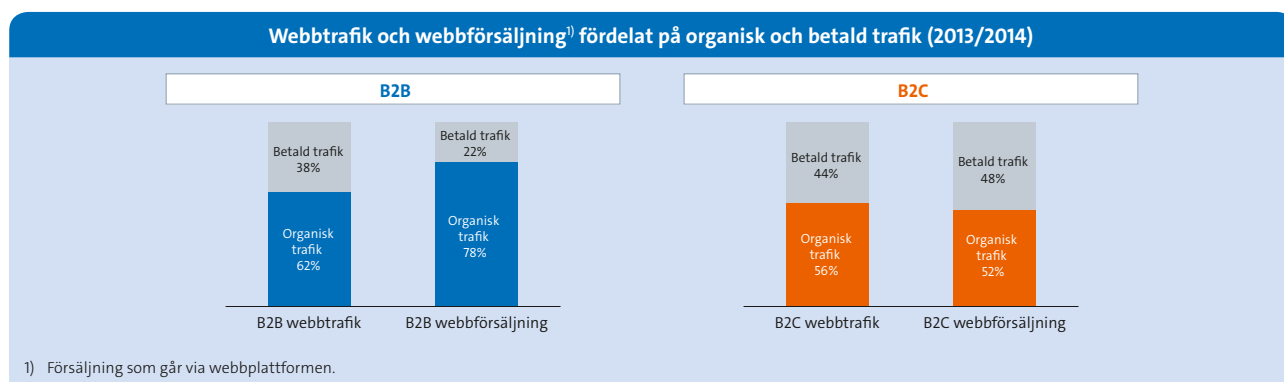 Webbtrafik och webbförsäljning1) fördelat på organisk och betald trafik (2013/2014)
B2B
Betald trafik
38%
Organisk
trafik
62%
Betald trafik
22%
Organisk
trafik
78%
B2B webbtrafik
B2B webbförsäljning
B2C
Betald trafik
44%
Organisk
trafik
56%
Betald trafik
48%
Organisk
trafik
52%
B2C webbtrafik
B2C webbförsäljning
1) Försäljning som går via webbplattformen.